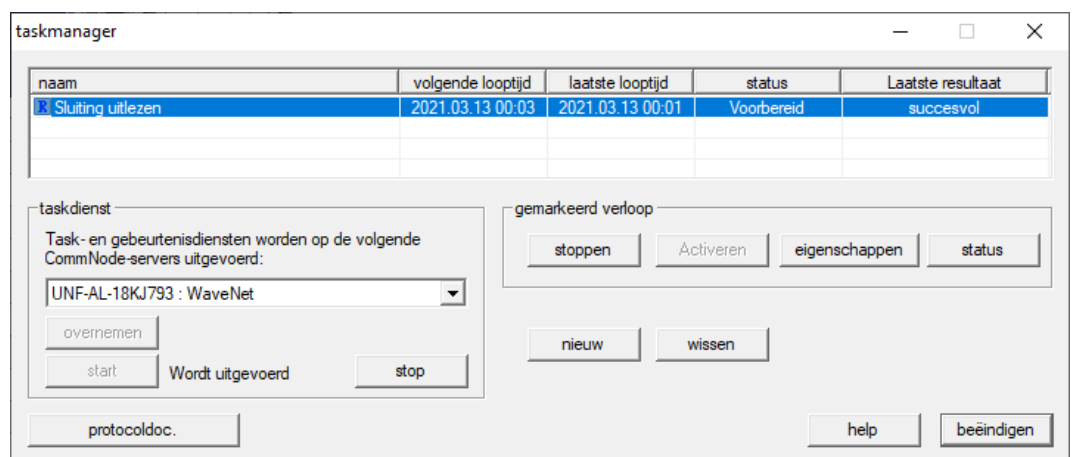 taskmanager
naam volgende looptijd laatste looptijd status Laatste resultaat
R Sluiting uitlezen 2021.03.13 00:03 2021.03.13 00:01 Voorbereid succesvol
taskdienst
Task- en gebeurtenisdiensten worden op de volgende
CommNode-servers uitgevoerd:
UNF-AL-18KJ793 : WaveNet
overnemen
start Wordt uitgevoerd stop
gemarkeerd verloop
stoppen Activeren eigenschappen status
nieuw wissen
protocoldoc. help beëindigen